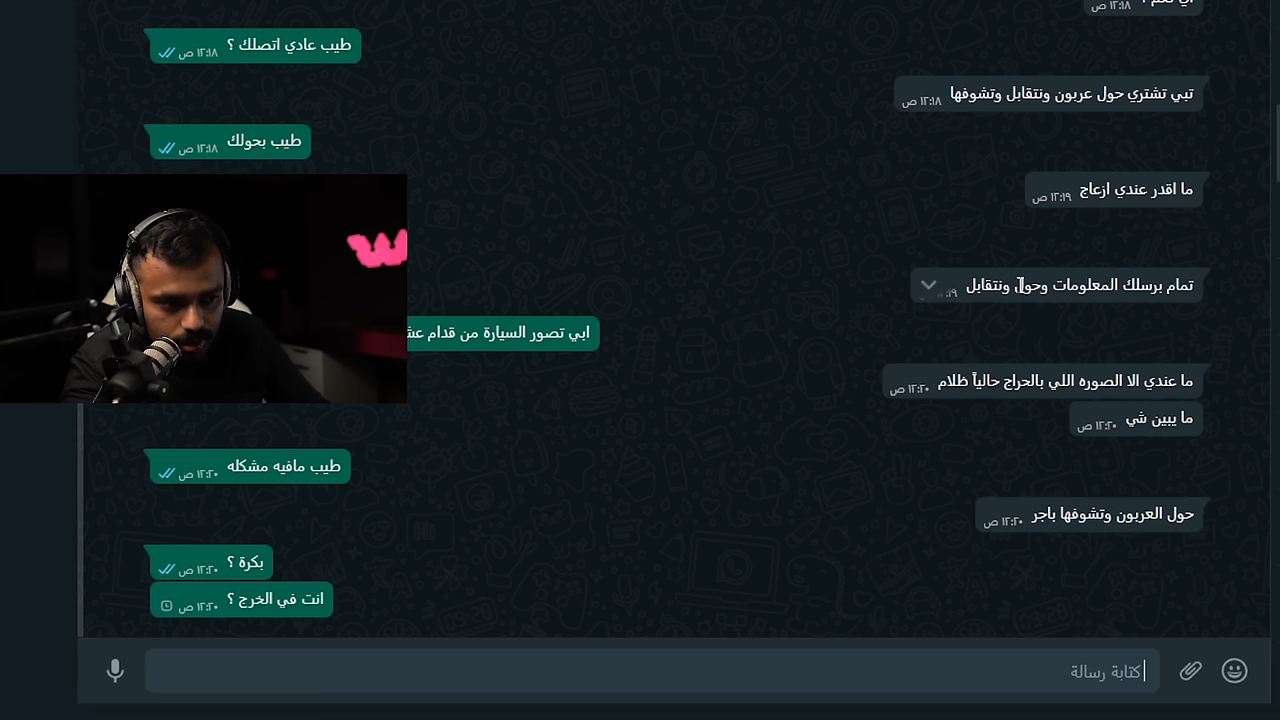 ١٢:١٨ ص
طيب عادي اتصلك ؟ ١٢:١٨ ص
تبي تشتري حول عربون ونتقابل وتشوفها ١٢:١٨ ص
طيب بحولك ١٢:١٨ ص
ما اقدر عندي ازعاج ١٢:١٩ ص
تمام برسلك المعلومات وحول ونتقابل
ابي تصور السيارة من قدام
ما عندي الا الصوره اللي بالحراج حالياً ظلام ١٢:٢٠ ص
ما يبين شي ١٢:٢٠ ص
طيب مافيه مشكله ١٢:٢٠ ص
حول العربون وتشوفها باجر ١٢:٢٠ ص
بكرة ؟ ١٢:٢٠ ص
انت في الخرج ؟ ١٢:٢٠ ص
كتابة رسالة